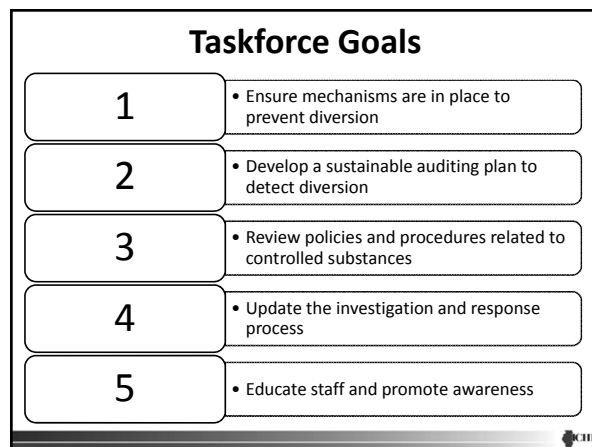 Taskforce Goals
1
• Ensure mechanisms are in place to
prevent diversion
2
• Develop a sustainable auditing plan to
detect diversion
3
• Review policies and procedures related to
controlled substances
4
• Update the investigation and response
process
5
• Educate staff and promote awareness